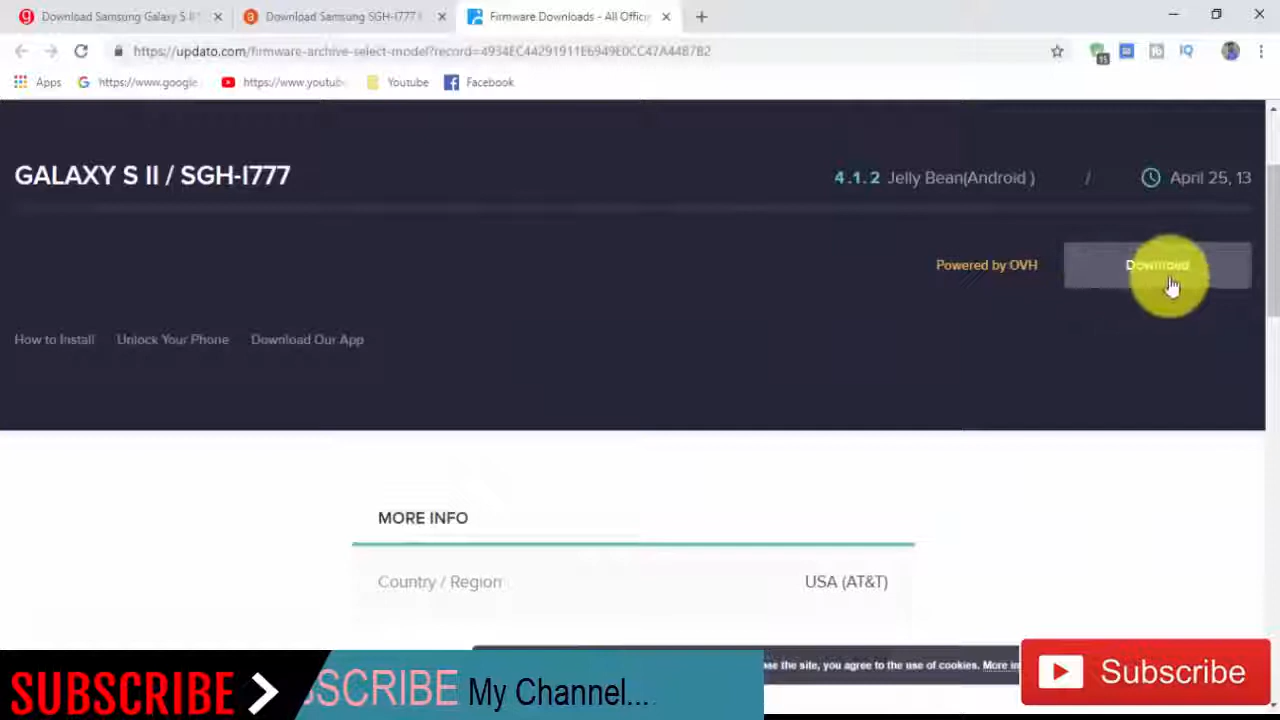 Download Samsung Galaxy S II
Download Samsung SGH-I777
Firmware Downloads - All Offic
https://updato.com/firmware-archive-select-model?record=4934EC44291911E6949E0CC47A44B7B2
15
Apps
https://www.google
https://www.youtub
Youtube
Facebook
GALAXY S II / SGH-I777
4.1.2 Jelly Bean(Android ) / April 25, 13
Powered by OVH
Download
How to Install
Unlock Your Phone
Download Our App
MORE INFO
Country / Region
USA (AT&T)
se the site, you agree to the use of cookies. More in
SUBSCRIBE
SCRIBE My Channel...
Subscribe